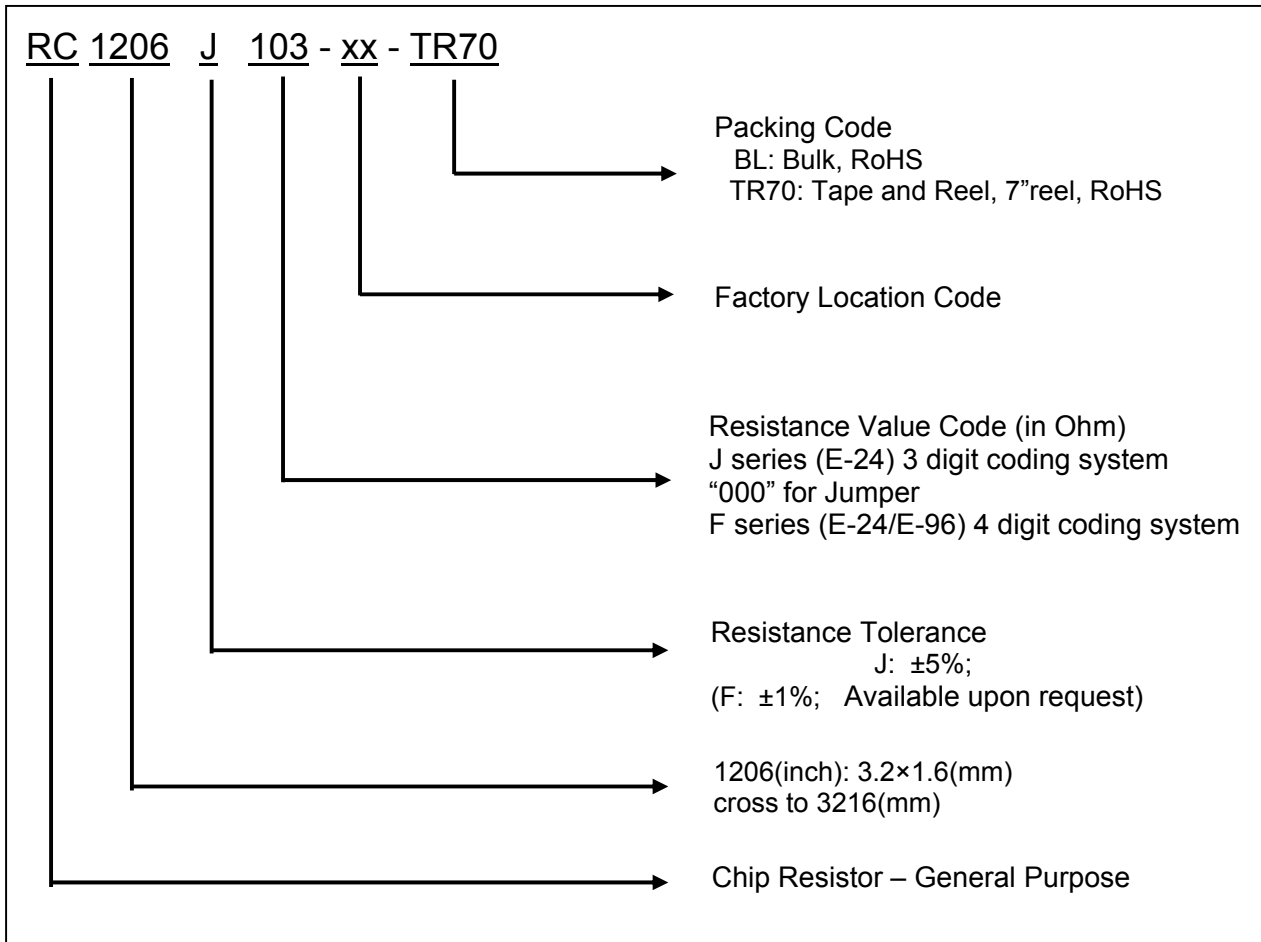 RC 1206 J 103 - xx - TR70
Packing Code
BL: Bulk, RoHS
TR70: Tape and Reel, 7”reel, RoHS
Factory Location Code
Resistance Value Code (in Ohm)
J series (E-24) 3 digit coding system
“000” for Jumper
F series (E-24/E-96) 4 digit coding system
Resistance Tolerance
J: ±5%;
(F: ±1%; Available upon request)
1206(inch): 3.2×1.6(mm)
cross to 3216(mm)
Chip Resistor – General Purpose